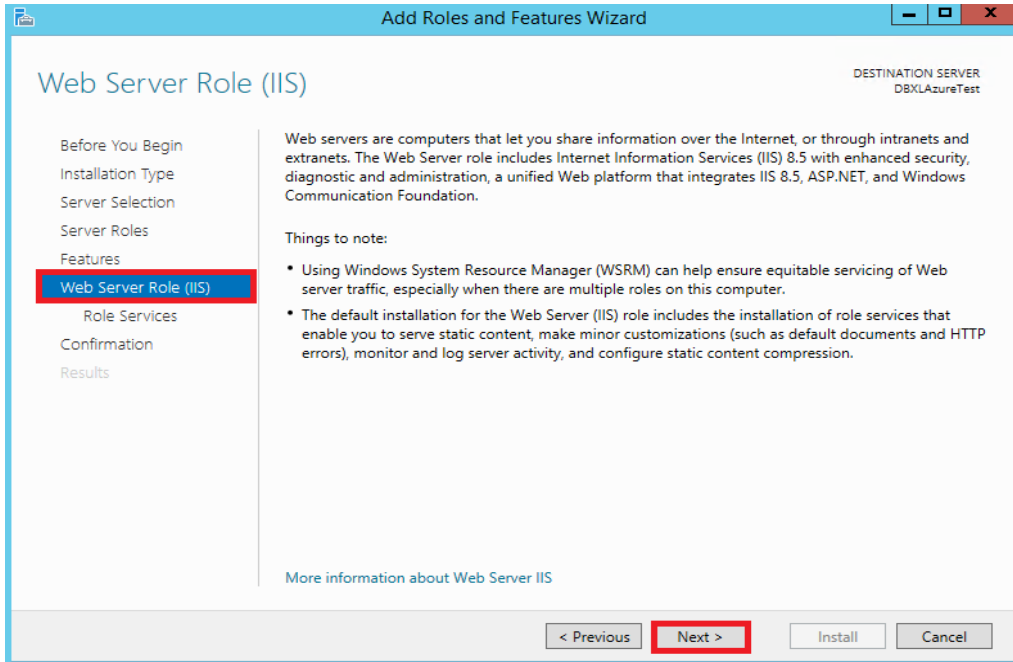 Add Roles and Features Wizard
x
Web Server Role (IIS)
DESTINATION SERVER
DBXLAzureTest
Before You Begin
Installation Type
Server Selection
Server Roles
Features
Web Server Role (IIS)
Role Services
Confirmation
Results
Web servers are computers that let you share information over the Internet, or through intranets and
extranets. The Web Server role includes Internet Information Services (IIS) 8.5 with enhanced security,
diagnostic and administration, a unified Web platform that integrates IIS 8.5, ASP.NET, and Windows
Communication Foundation.
Things to note:
• Using Windows System Resource Manager (WSRM) can help ensure equitable servicing of Web
server traffic, especially when there are multiple roles on this computer.
• The default installation for the Web Server (IIS) role includes the installation of role services that
enable you to serve static content, make minor customizations (such as default documents and HTTP
errors), monitor and log server activity, and configure static content compression.
More information about Web Server IIS
< Previous
Next >
Install
Cancel